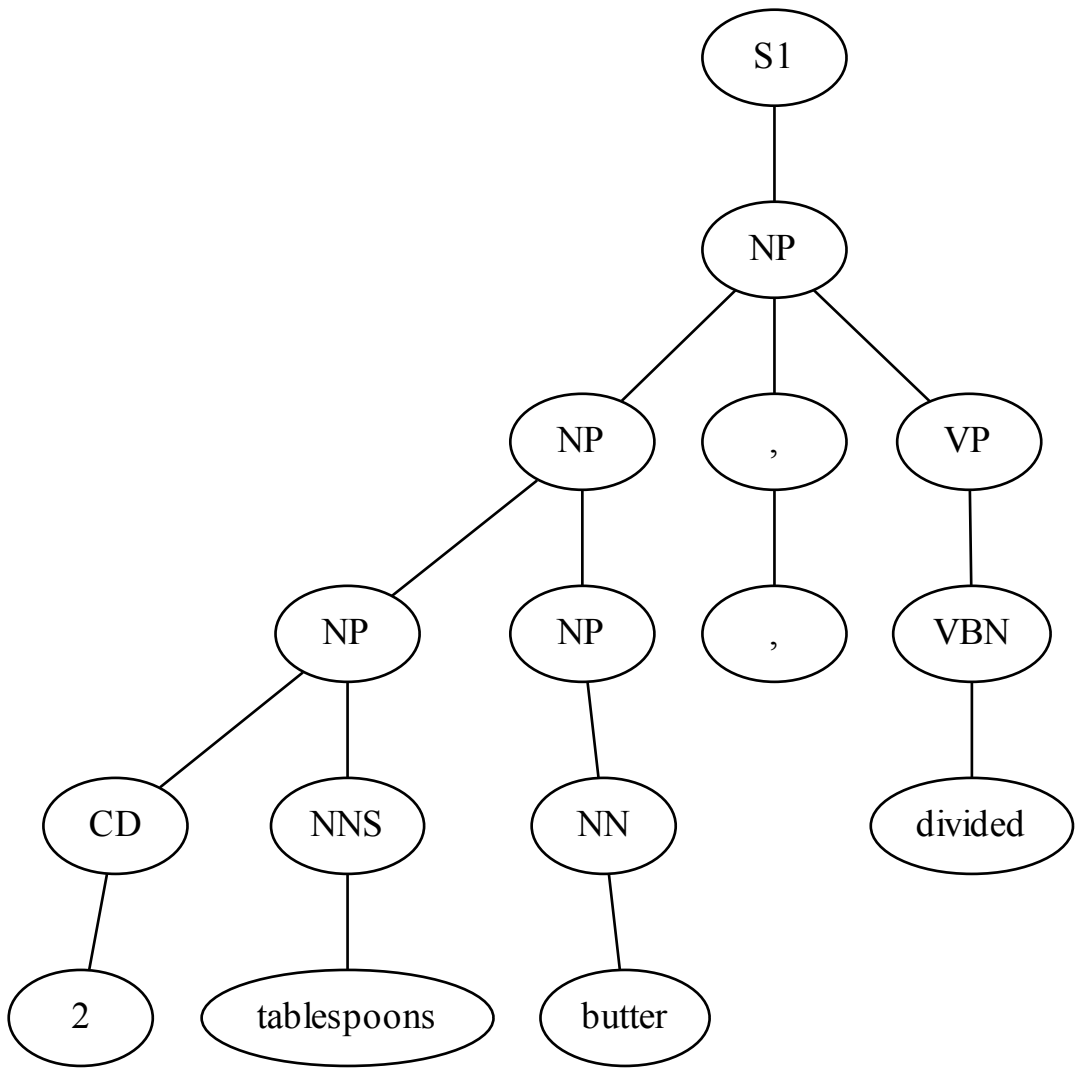 S1
NP
NP , VP
NP NP , VBN
CD NNS NN divided
2 tablespoons butter